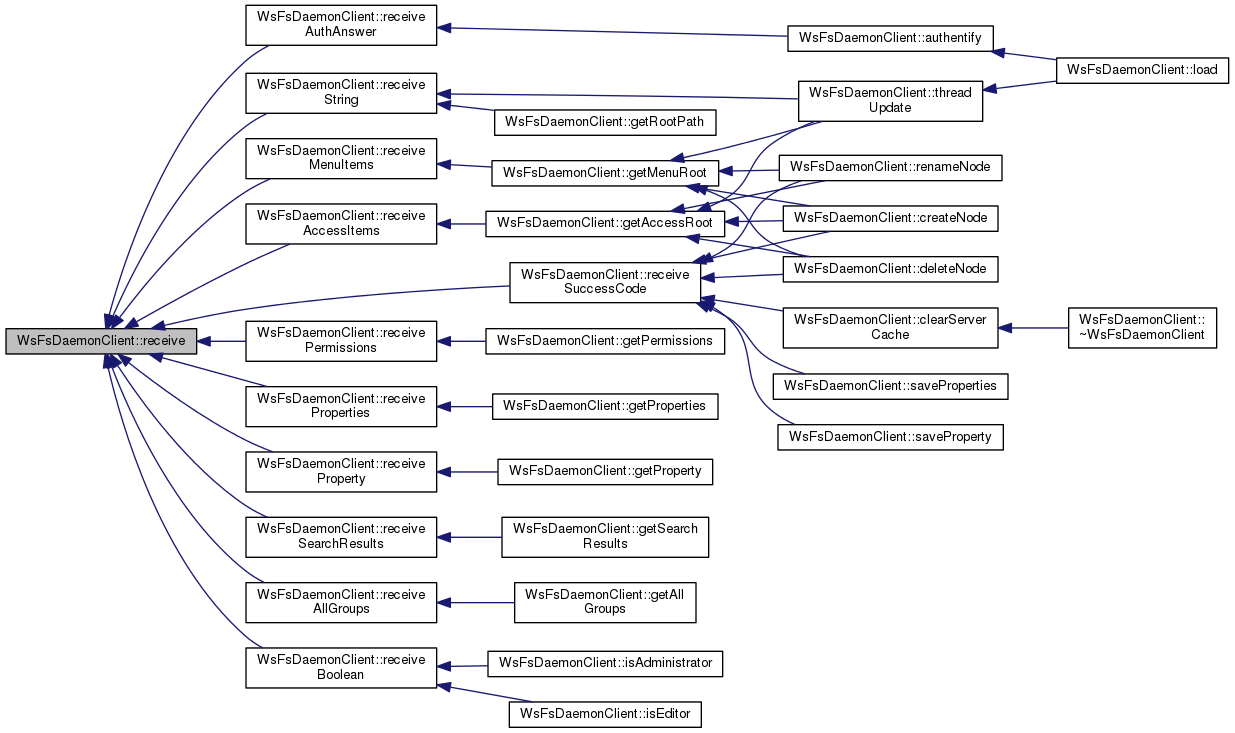 WsFsDaemonClient::receive
WsFsDaemonClient::receive
AuthAnswer
WsFsDaemonClient::receive
String
WsFsDaemonClient::receive
MenuItems
WsFsDaemonClient::receive
AccessItems
WsFsDaemonClient::receive
SuccessCode
WsFsDaemonClient::receive
Permissions
WsFsDaemonClient::receive
Properties
WsFsDaemonClient::receive
Property
WsFsDaemonClient::receive
SearchResults
WsFsDaemonClient::receive
AllGroups
WsFsDaemonClient::receive
Boolean
WsFsDaemonClient::getRootPath
WsFsDaemonClient::getMenuRoot
WsFsDaemonClient::getAccessRoot
WsFsDaemonClient::getPermissions
WsFsDaemonClient::getProperties
WsFsDaemonClient::getProperty
WsFsDaemonClient::getSearch
Results
WsFsDaemonClient::getAll
Groups
WsFsDaemonClient::isAdministrator
WsFsDaemonClient::isEditor
WsFsDaemonClient::authentify
WsFsDaemonClient::thread
Update
WsFsDaemonClient::renameNode
WsFsDaemonClient::createNode
WsFsDaemonClient::deleteNode
WsFsDaemonClient::clearServer
Cache
WsFsDaemonClient::saveProperties
WsFsDaemonClient::saveProperty
WsFsDaemonClient::load
WsFsDaemonClient::
~WsFsDaemonClient